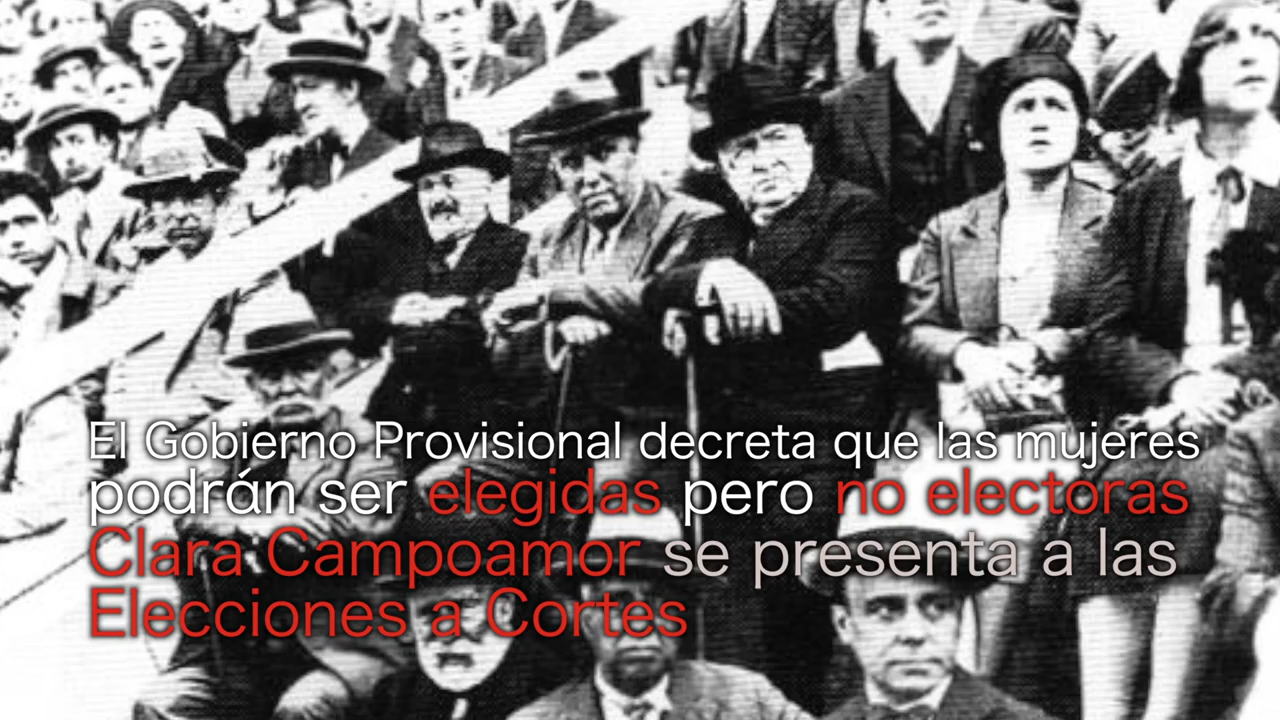 El Gobierno Provisional decreta que las mujeres
podrán ser elegidas pero no electoras
Clara Campoamor se presenta a las
Elecciones a Cortes